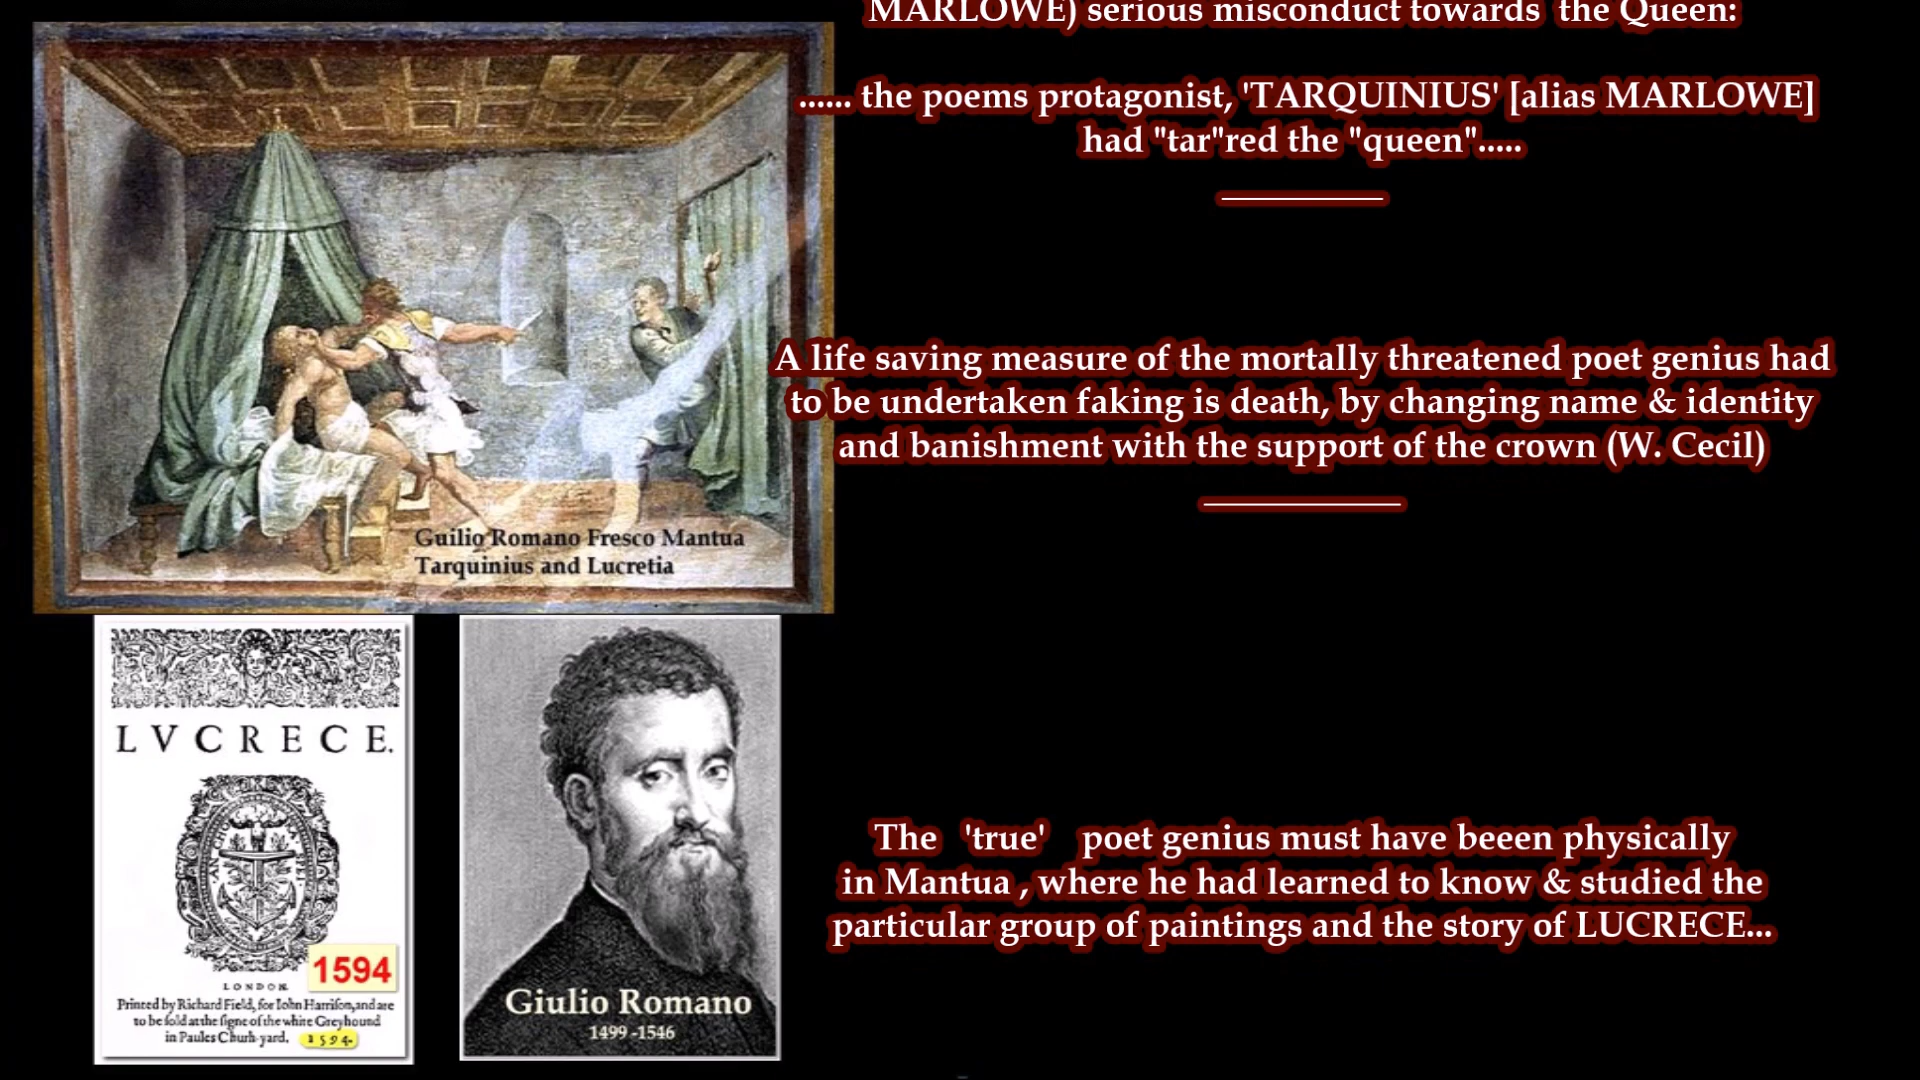 MARLOWE) serious misconduct towards the Queen:
...... the poems protagonist, 'TARQUINIUS' [alias MARLOWE]
had "tar"red the "queen".....
A life saving measure of the mortally threatened poet genius had
to be undertaken faking is death, by changing name & identity
and banishment with the support of the crown (W. Cecil)
Guilio Romano Fresco Mantua
Tarquinius and Lucretia
LVCRECE.
1594
LONDON.
Printed by Richard Field, for Iohn Harrison, and are
to be sold at the signe of the white Greyhound
in Paules Churh-yard. 1594.
Giulio Romano
1499 -1546
The 'true' poet genius must have beeen physically
in Mantua , where he had learned to know & studied the
particular group of paintings and the story of LUCRECE...